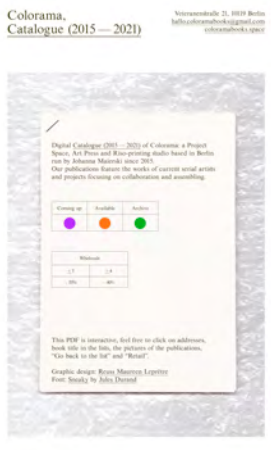 Colorama,
Catalogue (2015 — 2021)
Veteranenstraße 21, 10119 Berlin
hallo.coloramabooks@gmail.com
coloramabooks.space
Digital Catalogue (2015 – 2021) of Colorama: a Project
Space, Art Press and Riso-printing studio based in Berlin
run by Johanna Maierski since 2015.
Our publications feature the works of current serial artists
and projects focusing on collaboration and assembling.
Coming up Available Archive
Wholesale
This PDF is interactive, feel free to click on addresses,
book title in the lists, the pictures of the publications,
"Go back to the list" and "Retail".
Graphic design: Reuss Maureen Leprêtre
Font: Sneaky by Jules Durand